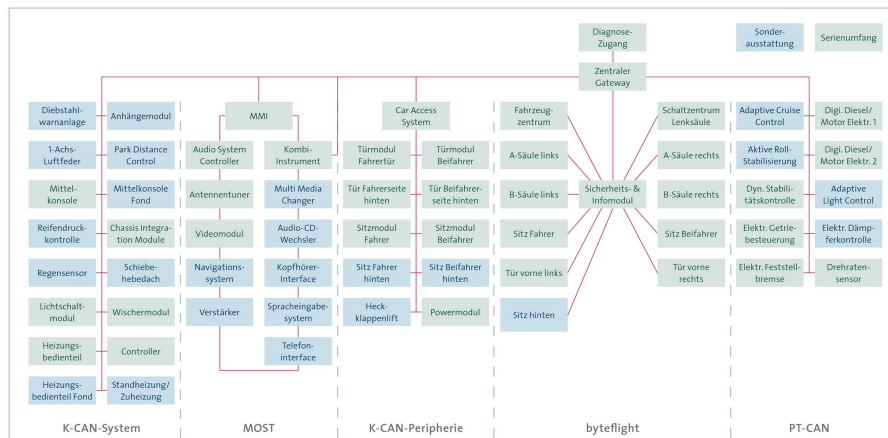 Diagnose-
Zugang
Sonder-
ausstattung
Serienumfang
Zentraler
Gateway
Diebstahl-
warnanlage
Anhängemodul
1-Achs-
Luftfeder
Park Distance
Control
Mittel-
konsole
Mittelkonsole
Fond
Reifendruck-
kontrolle
Chassis Integra-
tion Module
Regensensor
Schiebe-
hebedach
Lichtschalt-
modul
Wischermodul
Heizungs-
bedienteil
Controller
Heizungs-
bedienteil Fond
Standheizung/
Zuheizung
K-CAN-System
MMI
Audio System
Controller
Kombi-
Instrument
Antennentuner
Multi Media
Changer
Videomodul
Audio-CD-
Wechsler
Navigations-
system
Kopfhörer-
Interface
Verstärker
Spracheingabe-
system
Telefon-
interface
MOST
Car Access
System
Türmodul
Fahrertür
Türmodul
Beifahrer
Tür Fahrerseite
hinten
Tür Beifahrer-
seite hinten
Sitzmodul
Fahrer
Sitzmodul
Beifahrer
Sitz Fahrer
hinten
Sitz Beifahrer
hinten
Heck-
klappenlift
Powermodul
K-CAN-Peripherie
Fahrzeug-
zentrum
Schaltzentrum
Lenksäule
A-Säule links
A-Säule rechts
B-Säule links
Sicherheits- &
Infomodul
B-Säule rechts
Sitz Fahrer
Sitz Beifahrer
Tür vorne links
Tür vorne
rechts
Sitz hinten
byteflight
Adaptive Cruise
Control
Digi. Diesel/
Motor Elektr. 1
Aktive Roll-
Stabilisierung
Digi. Diesel/
Motor Elektr. 2
Dyn. Stabili-
tätskontrolle
Adaptive
Light Control
Elektr. Getrie-
besteuerung
Elektr. Dämp-
ferkontrolle
Elektr. Feststell-
bremse
Drehraten-
sensor
PT-CAN